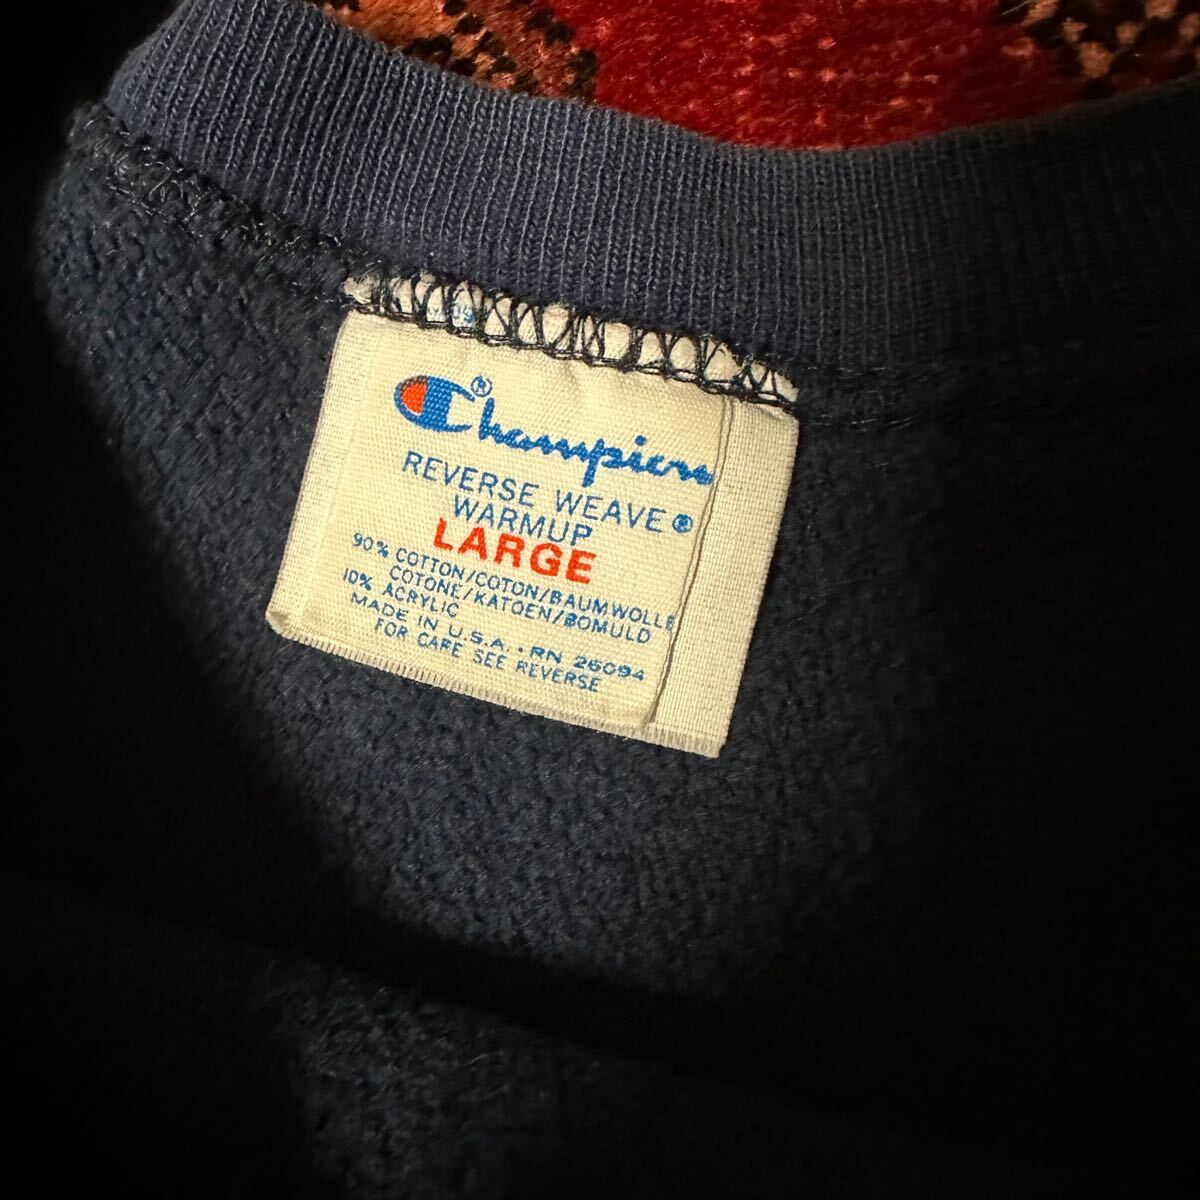 Champion®
REVERSE WEAVE®
WARMUP
LARGE
90% COTTON/COTON/BAUMWOLLE
COTONE/KATOEN/BOMULD
10% ACRYLIC
MADE IN U.S.A. · RN 26094
FOR CARE SEE REVERSE